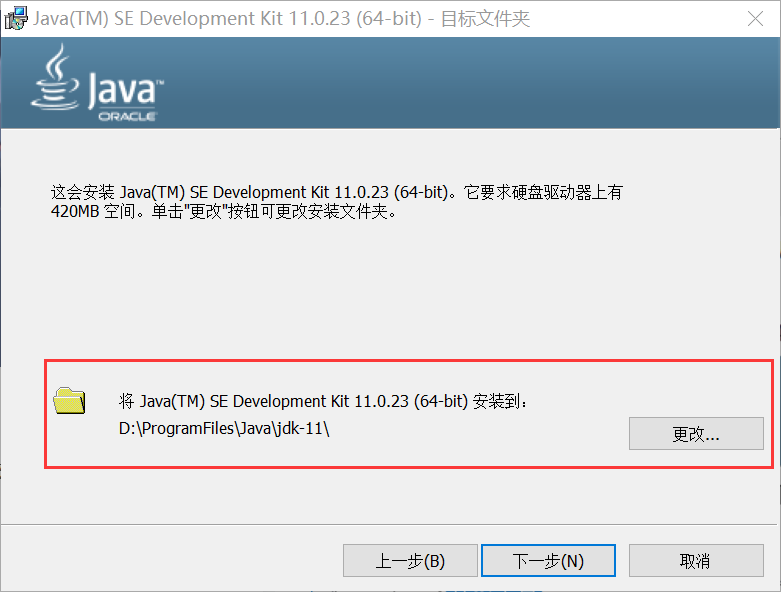 Java(TM) SE Development Kit 11.0.23 (64-bit) - 目标文件夹
Java™
ORACLE
这会安装 Java(TM) SE Development Kit 11.0.23 (64-bit)。它要求硬盘驱动器上有
420MB 空间。单击"更改"按钮可更改安装文件夹。
将 Java(TM) SE Development Kit 11.0.23 (64-bit) 安装到：
D:\ProgramFiles\Java\jdk-11\
更改...
上一步(B)
下一步(N)
取消